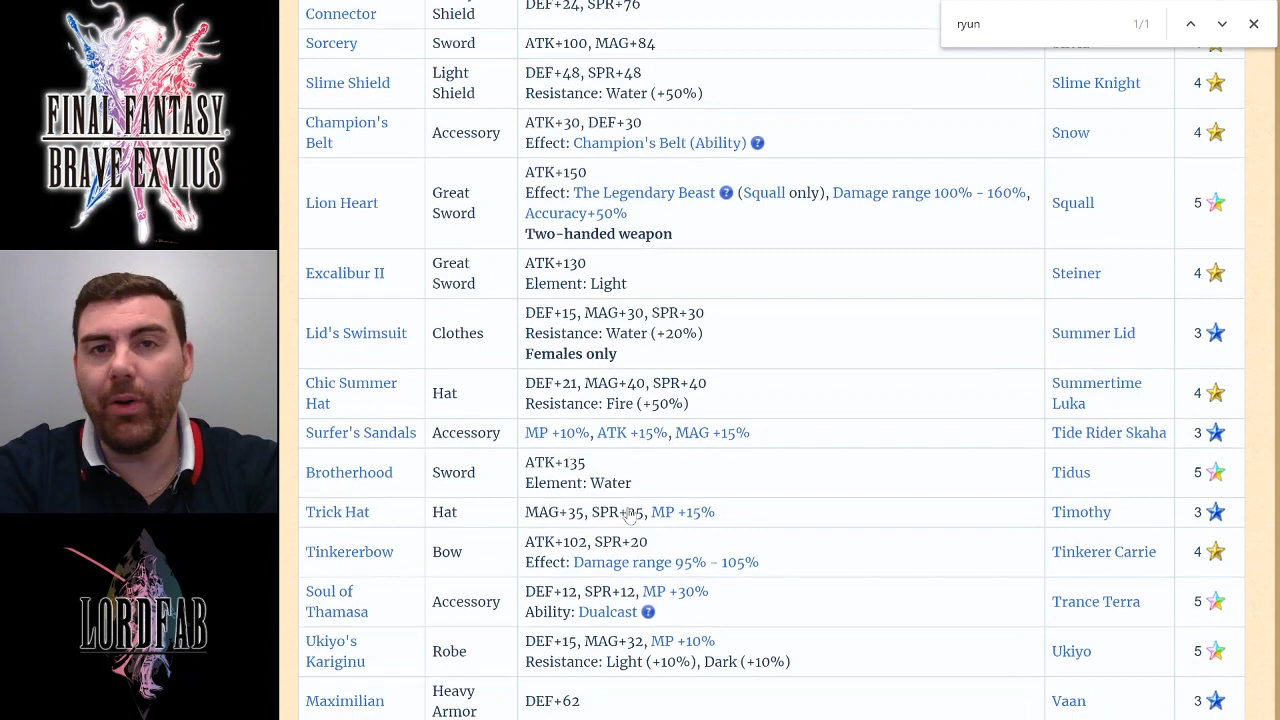 FINAL FANTASY
BRAVE EXVIUS
LORDFAB
ryun
1/1
Connector
Shield
DEF+24, SPR+76
Sorcery
Sword
ATK+100, MAG+84
Slime Shield
Light
Shield
DEF+48, SPR+48
Resistance: Water (+50%)
Slime Knight
4
Champion's
Belt
Accessory
ATK+30, DEF+30
Effect: Champion's Belt (Ability) ?
Snow
4
Lion Heart
Great
Sword
ATK+150
Effect: The Legendary Beast ? (Squall only), Damage range 100% - 160%,
Accuracy+50%
Two-handed weapon
Squall
5
Excalibur II
Great
Sword
ATK+130
Element: Light
Steiner
4
Lid's Swimsuit
Clothes
DEF+15, MAG+30, SPR+30
Resistance: Water (+20%)
Females only
Summer Lid
3
Chic Summer
Hat
Hat
DEF+21, MAG+40, SPR+40
Resistance: Fire (+50%)
Summertime
Luka
4
Surfer's Sandals
Accessory
MP +10%, ATK +15%, MAG +15%
Tide Rider Skaha
3
Brotherhood
Sword
ATK+135
Element: Water
Tidus
5
Trick Hat
Hat
MAG+35, MP +15%
Timothy
3
Tinkererbow
Bow
ATK+102, SPR+20
Effect: Damage range 95% - 105%
Tinkerer Carrie
4
Soul of
Thamasa
Accessory
DEF+12, SPR+12, MP +30%
Ability: Dualcast ?
Trance Terra
5
Ukiyo's
Kariginu
Robe
DEF+15, MAG+32, MP +10%
Resistance: Light (+10%), Dark (+10%)
Ukiyo
5
Maximilian
Heavy
Armor
DEF+62
Vaan
3